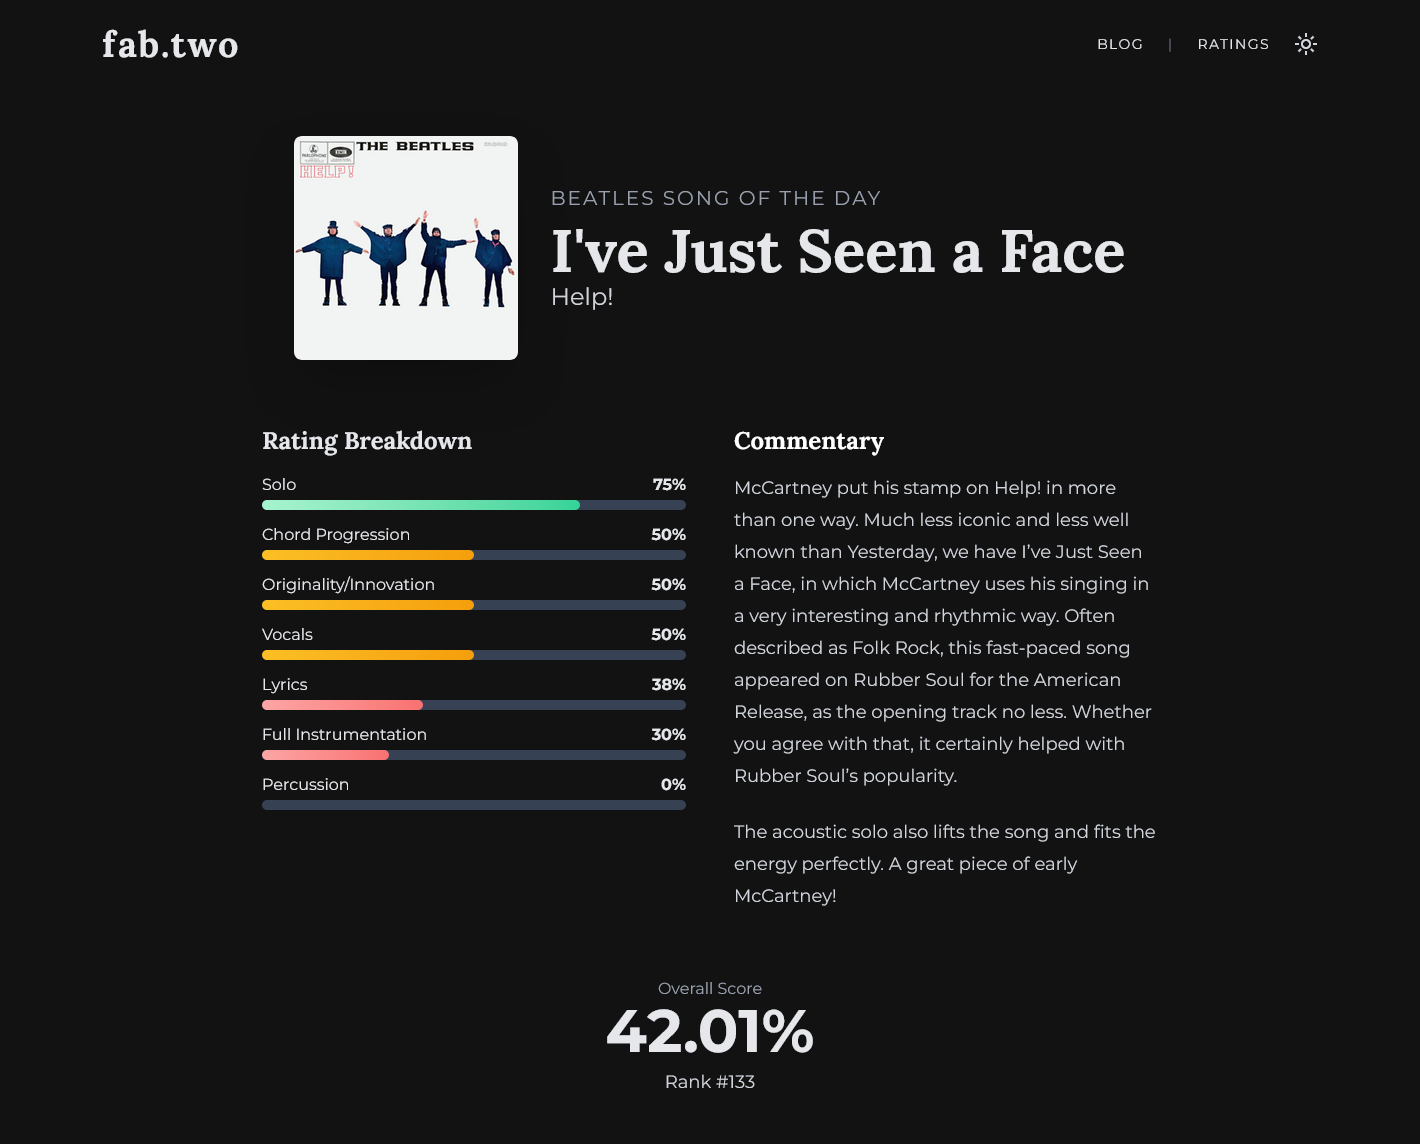 fab.two
BLOG | RATINGS
THE BEATLES
mono
PARLOPHONE
EMI
HELP!
BEATLES SONG OF THE DAY
I've Just Seen a Face
Help!
Rating Breakdown
Solo 75%
Chord Progression 50%
Originality/Innovation 50%
Vocals 50%
Lyrics 38%
Full Instrumentation 30%
Percussion 0%
Commentary
McCartney put his stamp on Help! in more
than one way. Much less iconic and less well
known than Yesterday, we have I’ve Just Seen
a Face, in which McCartney uses his singing in
a very interesting and rhythmic way. Often
described as Folk Rock, this fast-paced song
appeared on Rubber Soul for the American
Release, as the opening track no less. Whether
you agree with that, it certainly helped with
Rubber Soul’s popularity.
The acoustic solo also lifts the song and fits the
energy perfectly. A great piece of early
McCartney!
Overall Score
42.01%
Rank #133